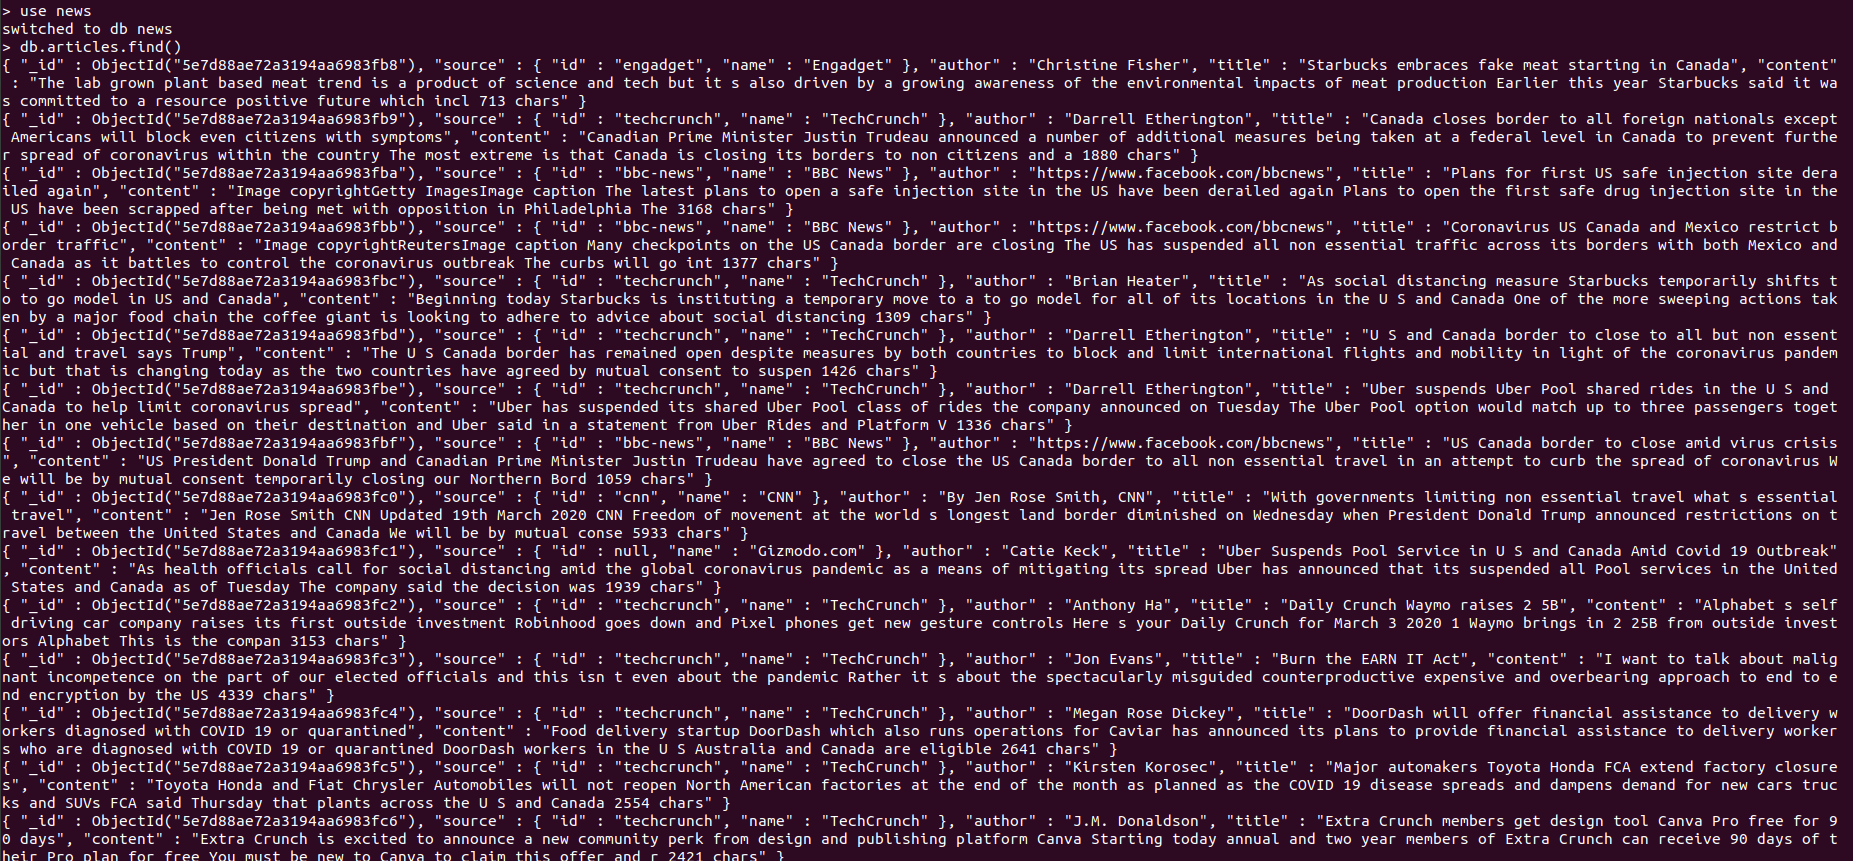 > use news
switched to db news
> db.articles.find()
{ "_id" : ObjectId("5e7d88ae72a3194aa6983fb8"), "source" : { "id" : "engadget", "name" : "Engadget" }, "author" : "Christine Fisher", "title" : "Starbucks embraces fake meat starting in Canada", "content"
 : "The lab grown plant based meat trend is a product of science and tech but it s also driven by a growing awareness of the environmental impacts of meat production Earlier this year Starbucks said it wa
s committed to a resource positive future which incl 713 chars" }
{ "_id" : ObjectId("5e7d88ae72a3194aa6983fb9"), "source" : { "id" : "techcrunch", "name" : "TechCrunch" }, "author" : "Darrell Etherington", "title" : "Canada closes border to all foreign nationals except
 Americans will block even citizens with symptoms", "content" : "Canadian Prime Minister Justin Trudeau announced a number of additional measures being taken at a federal level in Canada to prevent furthe
r spread of coronavirus within the country The most extreme is that Canada is closing its borders to non citizens and a 1880 chars" }
{ "_id" : ObjectId("5e7d88ae72a3194aa6983fba"), "source" : { "id" : "bbc-news", "name" : "BBC News" }, "author" : "https://www.facebook.com/bbcnews", "title" : "Plans for first US safe injection site dera
iled again", "content" : "Image copyrightGetty ImagesImage caption The latest plans to open a safe injection site in the US have been derailed again Plans to open the first safe drug injection site in the
 US have been scrapped after being met with opposition in Philadelphia The 3168 chars" }
{ "_id" : ObjectId("5e7d88ae72a3194aa6983fbb"), "source" : { "id" : "bbc-news", "name" : "BBC News" }, "author" : "https://www.facebook.com/bbcnews", "title" : "Coronavirus US Canada and Mexico restrict b
order traffic", "content" : "Image copyrightReutersImage caption Many checkpoints on the US Canada border are closing The US has suspended all non essential traffic across its borders with both Mexico and
 Canada as it battles to control the coronavirus outbreak The curbs will go int 1377 chars" }
{ "_id" : ObjectId("5e7d88ae72a3194aa6983fbc"), "source" : { "id" : "techcrunch", "name" : "TechCrunch" }, "author" : "Brian Heater", "title" : "As social distancing measure Starbucks temporarily shifts t
o to go model in US and Canada", "content" : "Beginning today Starbucks is instituting a temporary move to a to go model for all of its locations in the U S and Canada One of the more sweeping actions tak
en by a major food chain the coffee giant is looking to adhere to advice about social distancing 1309 chars" }
{ "_id" : ObjectId("5e7d88ae72a3194aa6983fbd"), "source" : { "id" : "techcrunch", "name" : "TechCrunch" }, "author" : "Darrell Etherington", "title" : "U S and Canada border to close to all but non essent
ial and travel says Trump", "content" : "The U S Canada border has remained open despite measures by both countries to block and limit international flights and mobility in light of the coronavirus pandem
ic but that is changing today as the two countries have agreed by mutual consent to suspen 1426 chars" }
{ "_id" : ObjectId("5e7d88ae72a3194aa6983fbe"), "source" : { "id" : "techcrunch", "name" : "TechCrunch" }, "author" : "Darrell Etherington", "title" : "Uber suspends Uber Pool shared rides in the U S and 
Canada to help limit coronavirus spread", "content" : "Uber has suspended its shared Uber Pool class of rides the company announced on Tuesday The Uber Pool option would match up to three passengers toget
her in one vehicle based on their destination and Uber said in a statement from Uber Rides and Platform V 1336 chars" }
{ "_id" : ObjectId("5e7d88ae72a3194aa6983fbf"), "source" : { "id" : "bbc-news", "name" : "BBC News" }, "author" : "https://www.facebook.com/bbcnews", "title" : "US Canada border to close amid virus crisis
", "content" : "US President Donald Trump and Canadian Prime Minister Justin Trudeau have agreed to close the US Canada border to all non essential travel in an attempt to curb the spread of coronavirus W
e will be by mutual consent temporarily closing our Northern Bord 1059 chars" }
{ "_id" : ObjectId("5e7d88ae72a3194aa6983fc0"), "source" : { "id" : "cnn", "name" : "CNN" }, "author" : "By Jen Rose Smith, CNN", "title" : "With governments limiting non essential travel what s essential
 travel", "content" : "Jen Rose Smith CNN Updated 19th March 2020 CNN Freedom of movement at the world s longest land border diminished on Wednesday when President Donald Trump announced restrictions on t
ravel between the United States and Canada We will be by mutual conse 5933 chars" }
{ "_id" : ObjectId("5e7d88ae72a3194aa6983fc1"), "source" : { "id" : null, "name" : "Gizmodo.com" }, "author" : "Catie Keck", "title" : "Uber Suspends Pool Service in U S and Canada Amid Covid 19 Outbreak"
, "content" : "As health officials call for social distancing amid the global coronavirus pandemic as a means of mitigating its spread Uber has announced that its suspended all Pool services in the United
 States and Canada as of Tuesday The company said the decision was 1939 chars" }
{ "_id" : ObjectId("5e7d88ae72a3194aa6983fc2"), "source" : { "id" : "techcrunch", "name" : "TechCrunch" }, "author" : "Anthony Ha", "title" : "Daily Crunch Waymo raises 2 5B", "content" : "Alphabet s self
 driving car company raises its first outside investment Robinhood goes down and Pixel phones get new gesture controls Here s your Daily Crunch for March 3 2020 1 Waymo brings in 2 25B from outside invest
ors Alphabet This is the compan 3153 chars" }
{ "_id" : ObjectId("5e7d88ae72a3194aa6983fc3"), "source" : { "id" : "techcrunch", "name" : "TechCrunch" }, "author" : "Jon Evans", "title" : "Burn the EARN IT Act", "content" : "I want to talk about malig
nant incompetence on the part of our elected officials and this isn t even about the pandemic Rather it s about the spectacularly misguided counterproductive expensive and overbearing approach to end to e
nd encryption by the US 4339 chars" }
{ "_id" : ObjectId("5e7d88ae72a3194aa6983fc4"), "source" : { "id" : "techcrunch", "name" : "TechCrunch" }, "author" : "Megan Rose Dickey", "title" : "DoorDash will offer financial assistance to delivery w
orkers diagnosed with COVID 19 or quarantined", "content" : "Food delivery startup DoorDash which also runs operations for Caviar has announced its plans to provide financial assistance to delivery worker
s who are diagnosed with COVID 19 or quarantined DoorDash workers in the U S Australia and Canada are eligible 2641 chars" }
{ "_id" : ObjectId("5e7d88ae72a3194aa6983fc5"), "source" : { "id" : "techcrunch", "name" : "TechCrunch" }, "author" : "Kirsten Korosec", "title" : "Major automakers Toyota Honda FCA extend factory closure
s", "content" : "Toyota Honda and Fiat Chrysler Automobiles will not reopen North American factories at the end of the month as planned as the COVID 19 disease spreads and dampens demand for new cars truc
ks and SUVs FCA said Thursday that plants across the U S and Canada 2554 chars" }
{ "_id" : ObjectId("5e7d88ae72a3194aa6983fc6"), "source" : { "id" : "techcrunch", "name" : "TechCrunch" }, "author" : "J.M. Donaldson", "title" : "Extra Crunch members get design tool Canva Pro free for 9
0 days", "content" : "Extra Crunch is excited to announce a new community perk from design and publishing platform Canva Starting today annual and two year members of Extra Crunch can receive 90 days of t
heir Pro plan for free You must be new to Canva to claim this offer and r 2421 chars" }